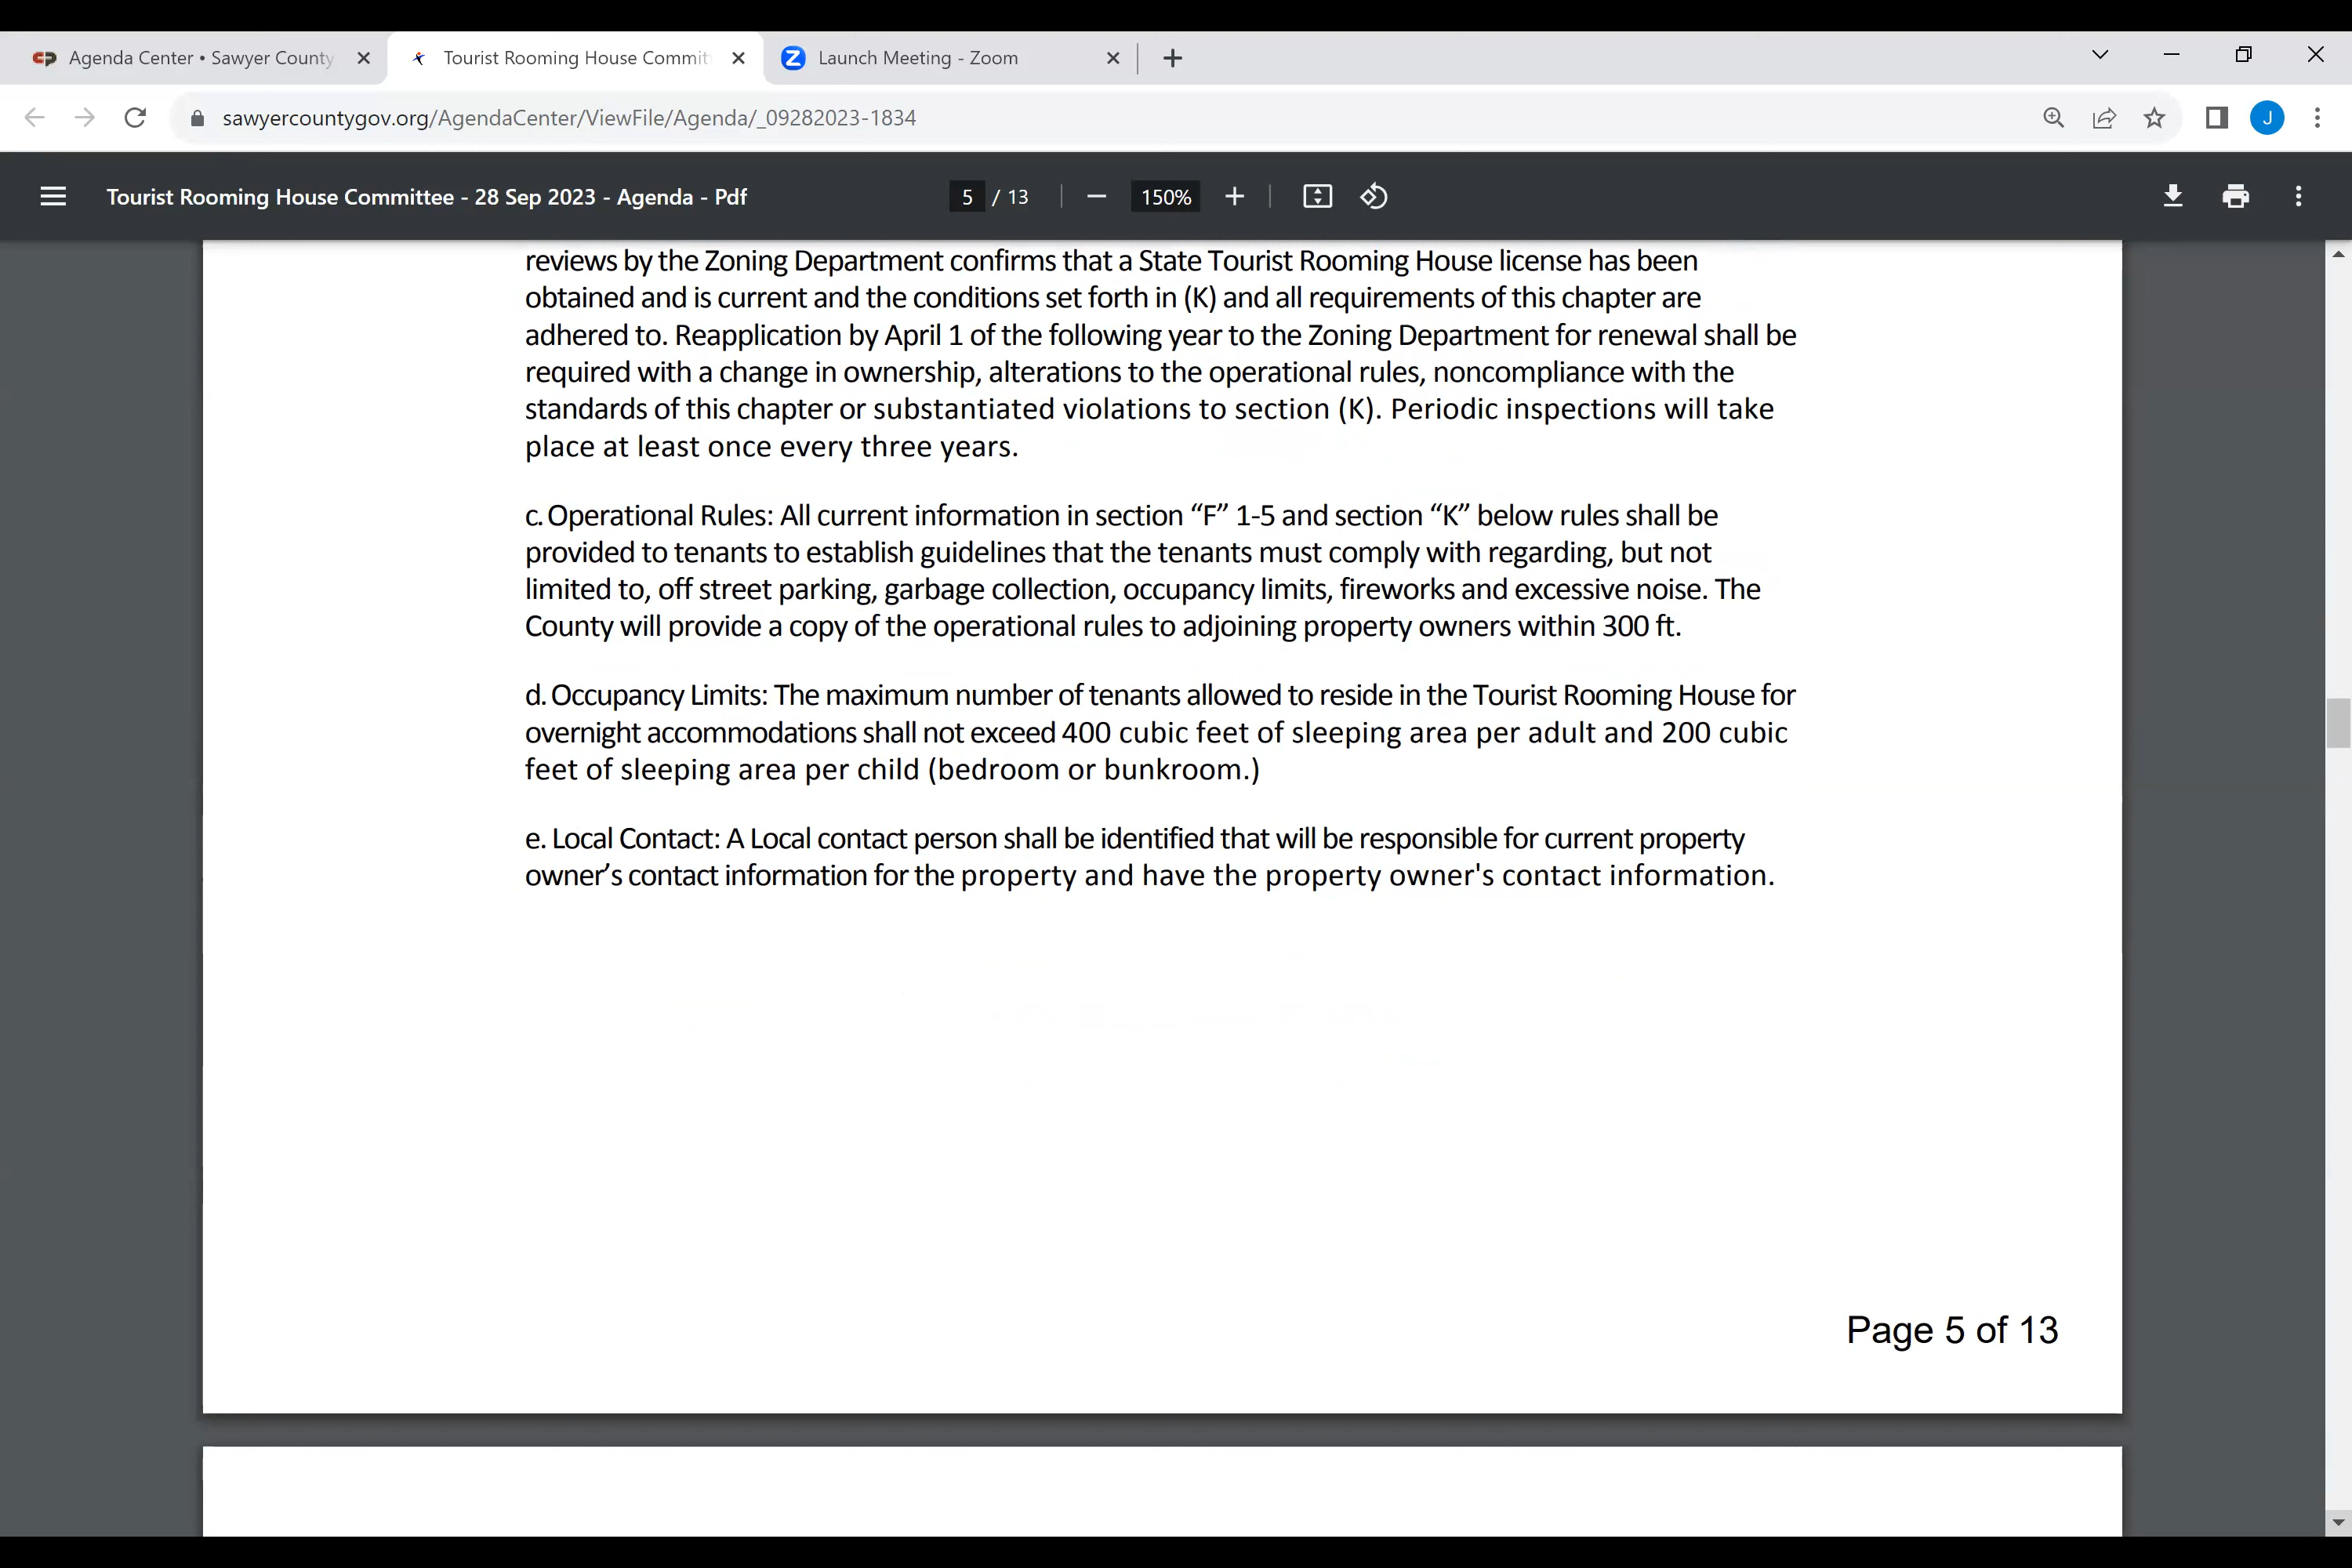 Agenda Center • Sawyer County
Tourist Rooming House Commit
Launch Meeting - Zoom
sawyercountygov.org/AgendaCenter/ViewFile/Agenda/_09282023-1834
J
Tourist Rooming House Committee - 28 Sep 2023 - Agenda - Pdf
5 / 13
150%
reviews by the Zoning Department confirms that a State Tourist Rooming House license has been
obtained and is current and the conditions set forth in (K) and all requirements of this chapter are
adhered to. Reapplication by April 1 of the following year to the Zoning Department for renewal shall be
required with a change in ownership, alterations to the operational rules, noncompliance with the
standards of this chapter or substantiated violations to section (K). Periodic inspections will take
place at least once every three years.
c. Operational Rules: All current information in section “F” 1-5 and section “K” below rules shall be
provided to tenants to establish guidelines that the tenants must comply with regarding, but not
limited to, off street parking, garbage collection, occupancy limits, fireworks and excessive noise. The
County will provide a copy of the operational rules to adjoining property owners within 300 ft.
d. Occupancy Limits: The maximum number of tenants allowed to reside in the Tourist Rooming House for
overnight accommodations shall not exceed 400 cubic feet of sleeping area per adult and 200 cubic
feet of sleeping area per child (bedroom or bunkroom.)
e. Local Contact: A Local contact person shall be identified that will be responsible for current property
owner’s contact information for the property and have the property owner's contact information.
Page 5 of 13